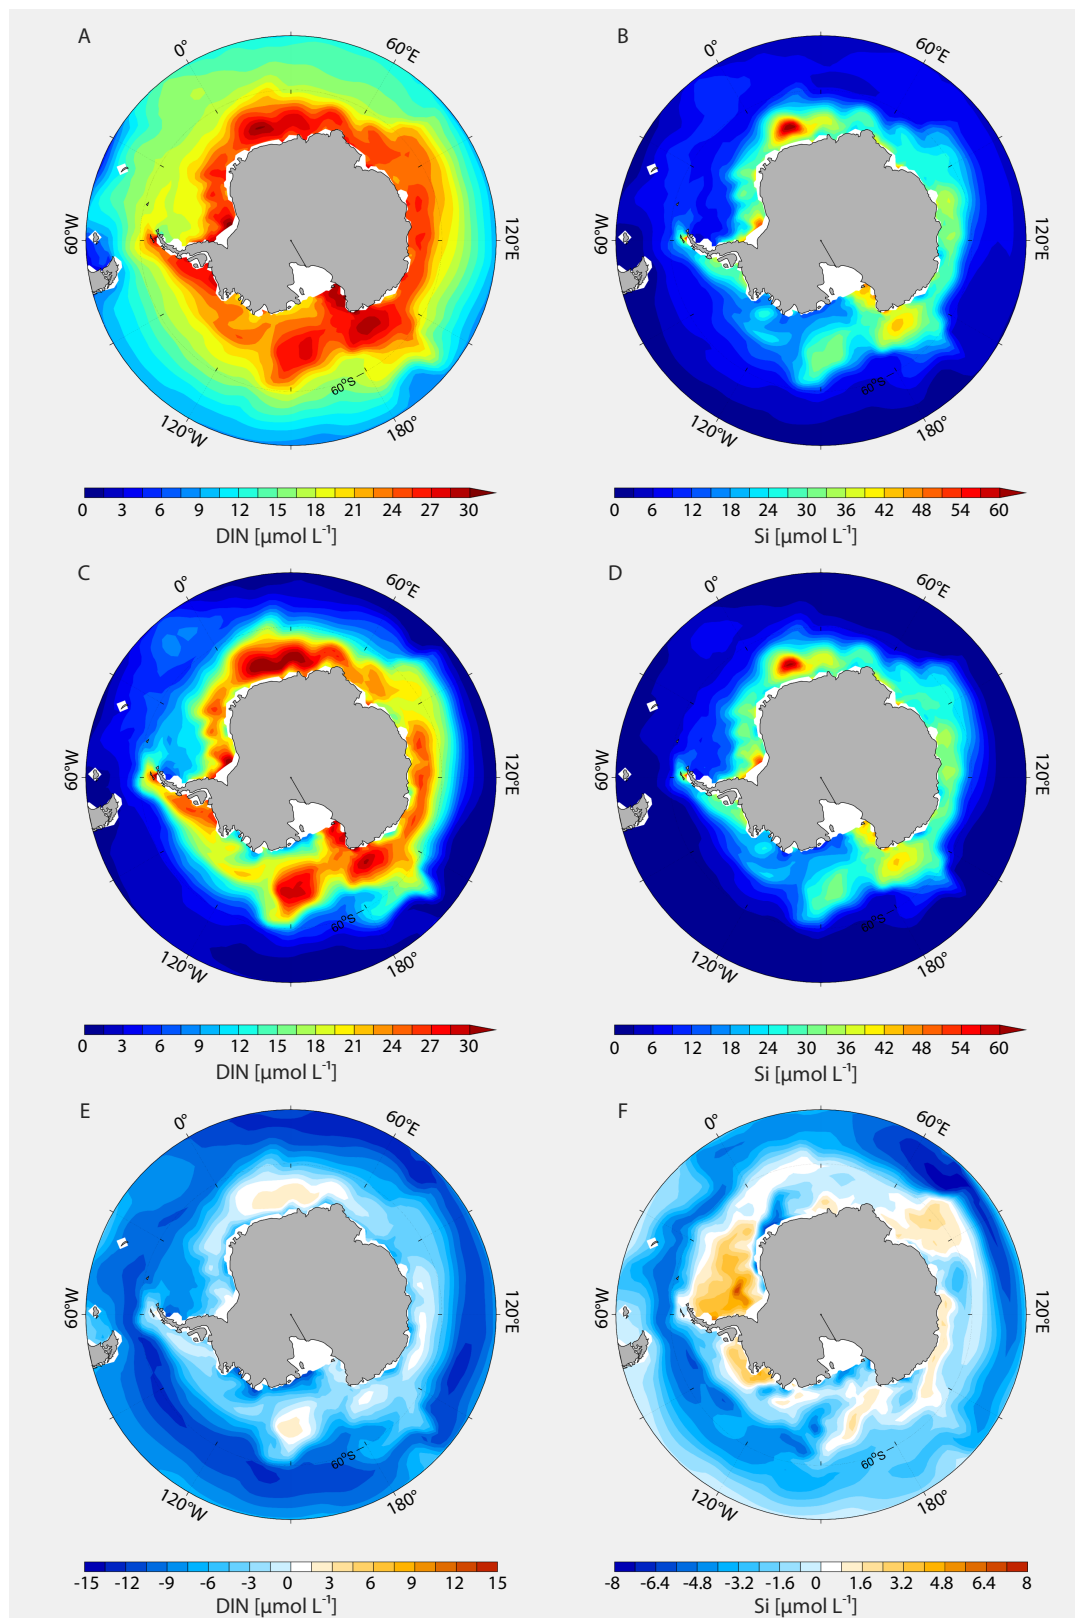 A
B
0°
60°E
0°
60°E
60°W
120°E
60°W
120°E
60°S
60°S
120°W
180°
120°W
180°
0 3 6 9 12 15 18 21 24 27 30
0 6 12 18 24 30 36 42 48 54 60
DIN [µmol L⁻¹]
Si [µmol L⁻¹]
C
D
0°
60°E
0°
60°E
60°W
120°E
60°W
120°E
60°S
60°S
120°W
180°
120°W
180°
0 3 6 9 12 15 18 21 24 27 30
0 6 12 18 24 30 36 42 48 54 60
DIN [µmol L⁻¹]
Si [µmol L⁻¹]
E
F
0°
60°E
0°
60°E
60°W
120°E
60°W
120°E
60°S
60°S
120°W
180°
120°W
180°
-15 -12 -9 -6 -3 0 3 6 9 12 15
-8 -6.4 -4.8 -3.2 -1.6 0 1.6 3.2 4.8 6.4 8
DIN [µmol L⁻¹]
Si [µmol L⁻¹]